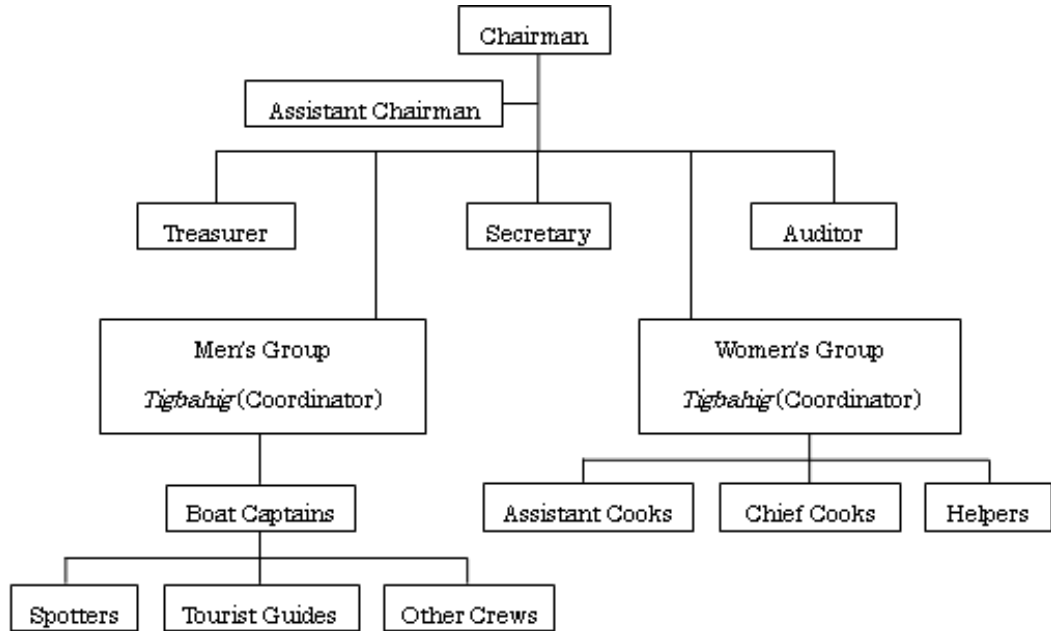 Chairman
Assistant Chairman
Treasurer
Secretary
Auditor
Men's Group
Tigbahig (Coordinator)
Women's Group
Tigbahig (Coordinator)
Boat Captains
Assistant Cooks
Chief Cooks
Helpers
Spotters
Tourist Guides
Other Crews